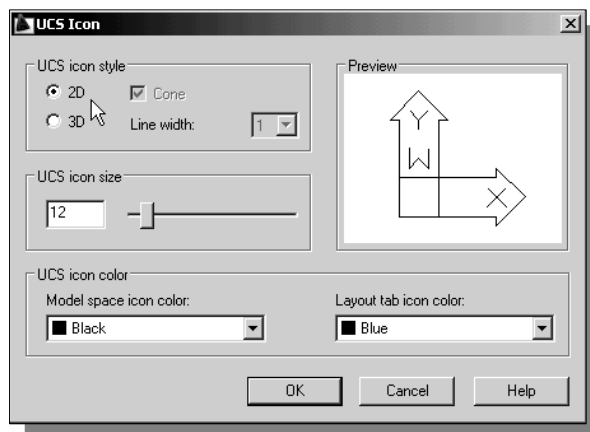 UCS Icon
UCS icon style
2D
Cone
3D
Line width:
1
Preview
Y
W
X
UCS icon size
12
UCS icon color
Model space icon color:
Black
Layout tab icon color:
Blue
OK
Cancel
Help